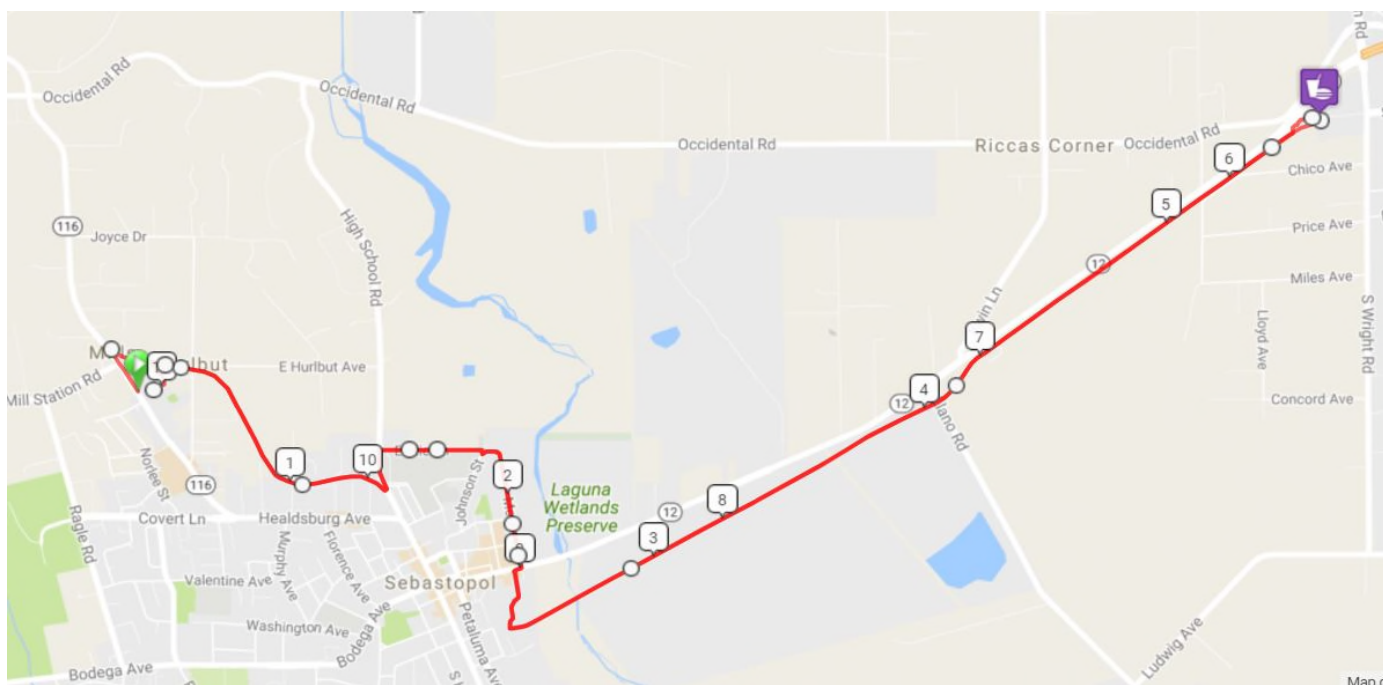 Occidental Rd
Occidental Rd
Occidental Rd
Riccas Corner
Occidental Rd
6
Chico Ave
116
High School Rd
5
Price Ave
Joyce Dr
12
Miles Ave
7
Lloyd Ave
S Wright Rd
E Hurlbut Ave
Mill Station Rd
4
12
Concord Ave
Norlee St
1
10
116
2
Johnson St
Laguna
Wetlands
Preserve
8
12
3
Ragle Rd
Covert Ln
Healdsburg Ave
Murphy Ave
Florence Ave
Valentine Ave
Sebastopol
Washington Ave
Bodega Ave
Petaluma Ave
Ludwig Ave
Bodega Ave